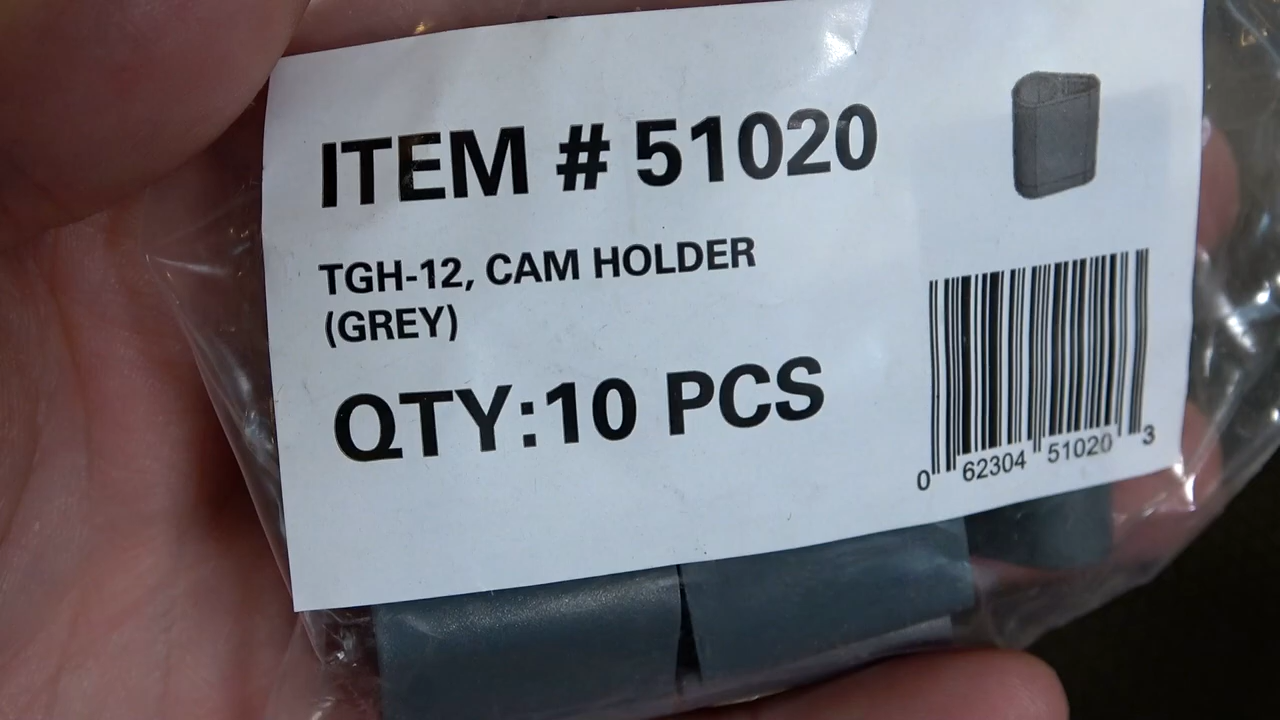 ITEM # 51020
TGH-12, CAM HOLDER
(GREY)
QTY:10 PCS
0 62304 51020 3